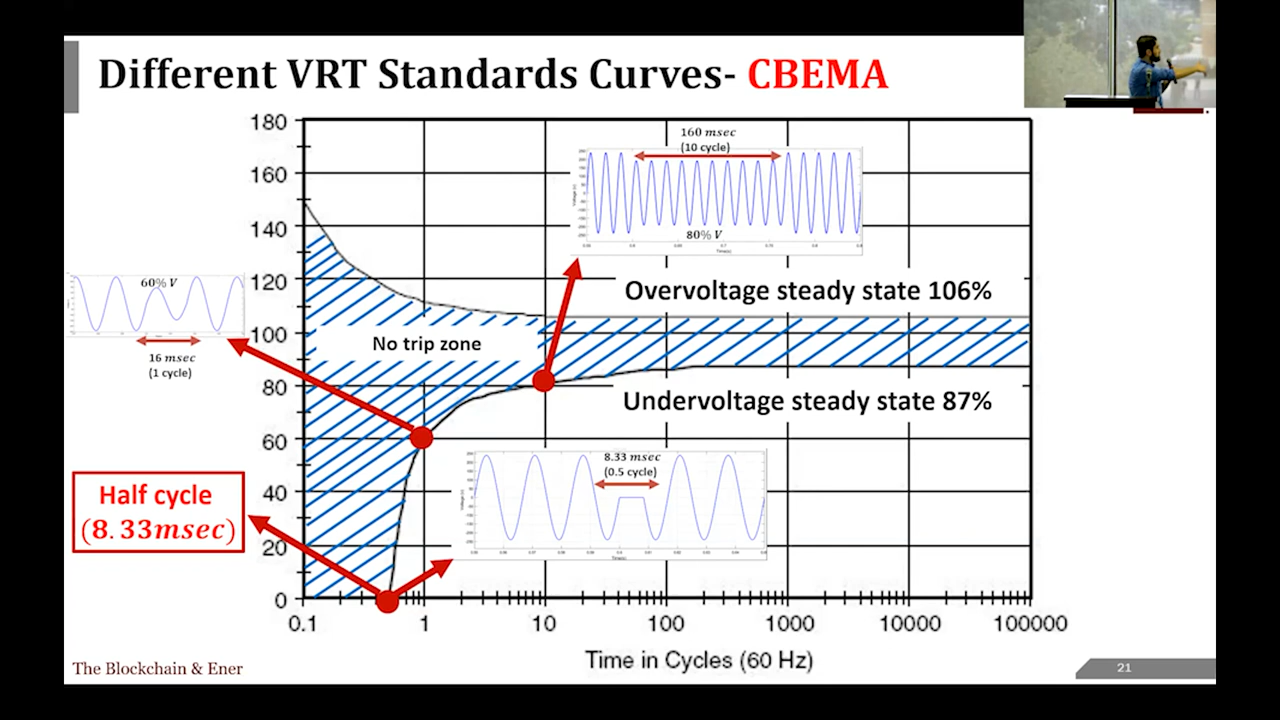 Different VRT Standards Curves- CBEMA
180
160
140
120
100
80
60
40
20
0
0.1
1
10
100
1000
10000
100000
Time in Cycles (60 Hz)
160 msec
(10 cycle)
80% V
60% V
16 msec
(1 cycle)
Overvoltage steady state 106%
No trip zone
Undervoltage steady state 87%
8.33 msec
(0.5 cycle)
Half cycle
(8.33msec)
The Blockchain & Ener
21